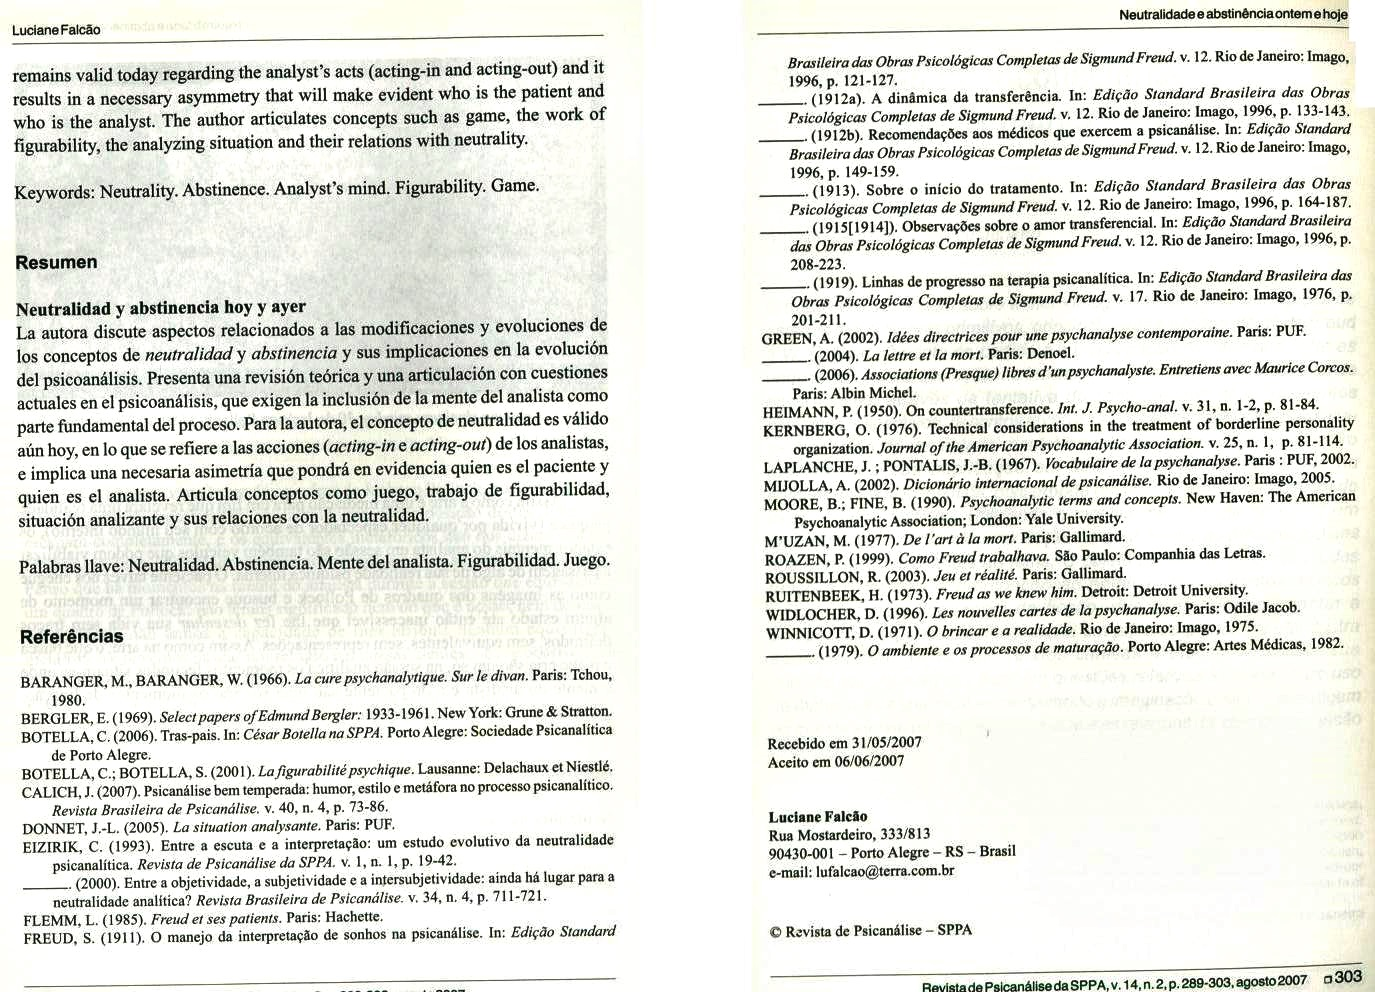 Luciane Falcão
remains valid today regarding the analyst's acts (acting-in and acting-out) and it
results in a necessary asymmetry that will make evident who is the patient and
who is the analyst. The author articulates concepts such as game, the work of
figurability, the analyzing situation and their relations with neutrality.
Keywords: Neutrality. Abstinence. Analyst's mind. Figurability. Game.
Resumen
Neutralidad y abstinencia hoy y ayer
La autora discute aspectos relacionados a las modificaciones y evoluciones de
los conceptos de neutralidad y abstinencia y sus implicaciones en la evolución
del psicoanálisis. Presenta una revisión teórica y una articulación con cuestiones
actuales en el psicoanálisis, que exigen la inclusión de la mente del analista como
parte fundamental del proceso. Para la autora, el concepto de neutralidad es válido
aún hoy, en lo que se refiere a las acciones (acting-in e acting-out) de los analistas,
e implica una necesaria asimetría que pondrá en evidencia quien es el paciente y
quien es el analista. Articula conceptos como juego, trabajo de figurabilidad,
situación analizante y sus relaciones con la neutralidad.
Palabras llave: Neutralidad. Abstinencia. Mente del analista. Figurabilidad. Juego.
Referências
BARANGER, M., BARANGER, W. (1966). La cure psychanalytique. Sur le divan. Paris: Tchou,
1980.
BERGLER, E. (1969). Select papers of Edmund Bergler: 1933-1961. New York: Grune & Stratton.
BOTELLA, C. (2006). Tras-pais. In: César Botella na SPPA. Porto Alegre: Sociedade Psicanalítica
de Porto Alegre.
BOTELLA, C.; BOTELLA, S. (2001). La figurabilité psychique. Lausanne: Delachaux et Niestlé.
CALICH, J. (2007). Psicanálise bem temperada: humor, estilo e metáfora no processo psicanalítico.
Revista Brasileira de Psicanálise. v. 40, n. 4, p. 73-86.
DONNET, J.-L. (2005). La situation analysante. Paris: PUF.
EIZIRIK, C. (1993). Entre a escuta e a interpretação: um estudo evolutivo da neutralidade
psicanalítica. Revista de Psicanálise da SPPA. v. 1, n. 1, p. 19-42.
______. (2000). Entre a objetividade, a subjetividade e a intersubjetividade: ainda há lugar para a
neutralidade analítica? Revista Brasileira de Psicanálise. v. 34, n. 4, p. 711-721.
FLEMM, L. (1985). Freud et ses patients. Paris: Hachette.
FREUD, S. (1911). O manejo da interpretação de sonhos na psicanálise. In: Edição Standard
Neutralidade e abstinência ontem e hoje
Brasileira das Obras Psicológicas Completas de Sigmund Freud. v. 12. Rio de Janeiro: Imago,
1996, p. 121-127.
______. (1912a). A dinâmica da transferência. In: Edição Standard Brasileira das Obras
Psicológicas Completas de Sigmund Freud. v. 12. Rio de Janeiro: Imago, 1996, p. 133-143.
______. (1912b). Recomendações aos médicos que exercem a psicanálise. In: Edição Standard
Brasileira das Obras Psicológicas Completas de Sigmund Freud. v. 12. Rio de Janeiro: Imago,
1996, p. 149-159.
______. (1913). Sobre o início do tratamento. In: Edição Standard Brasileira das Obras
Psicológicas Completas de Sigmund Freud. v. 12. Rio de Janeiro: Imago, 1996, p. 164-187.
______. (1915[1914]). Observações sobre o amor transferencial. In: Edição Standard Brasileira
das Obras Psicológicas Completas de Sigmund Freud. v. 12. Rio de Janeiro: Imago, 1996, p.
208-223.
______. (1919). Linhas de progresso na terapia psicanalítica. In: Edição Standard Brasileira das
Obras Psicológicas Completas de Sigmund Freud. v. 17. Rio de Janeiro: Imago, 1976, p.
201-211.
GREEN, A. (2002). Idées directrices pour une psychanalyse contemporaine. Paris: PUF.
______. (2004). La lettre et la mort. Paris: Denoel.
______. (2006). Associations (Presque) libres d'un psychanalyste. Entretiens avec Maurice Corcos.
Paris: Albin Michel.
HEIMANN, P. (1950). On countertransference. Int. J. Psycho-anal. v. 31, n. 1-2, p. 81-84.
KERNBERG, O. (1976). Technical considerations in the treatment of borderline personality
organization. Journal of the American Psychoanalytic Association. v. 25, n. 1, p. 81-114.
LAPLANCHE, J. ; PONTALIS, J.-B. (1967). Vocabulaire de la psychanalyse. Paris : PUF, 2002.
MIJOLLA, A. (2002). Dicionário internacional de psicanálise. Rio de Janeiro: Imago, 2005.
MOORE, B.; FINE, B. (1990). Psychoanalytic terms and concepts. New Haven: The American
Psychoanalytic Association; London: Yale University.
M'UZAN, M. (1977). De l'art à la mort. Paris: Gallimard.
ROAZEN, P. (1999). Como Freud trabalhava. São Paulo: Companhia das Letras.
ROUSSILLON, R. (2003). Jeu et réalité. Paris: Gallimard.
RUITENBEEK, H. (1973). Freud as we knew him. Detroit: Detroit University.
WIDLOCHER, D. (1996). Les nouvelles cartes de la psychanalyse. Paris: Odile Jacob.
WINNICOTT, D. (1971). O brincar e a realidade. Rio de Janeiro: Imago, 1975.
______. (1979). O ambiente e os processos de maturação. Porto Alegre: Artes Médicas, 1982.
Recebido em 31/05/2007
Aceito em 06/06/2007
Luciane Falcão
Rua Mostardeiro, 333/813
90430-001 – Porto Alegre – RS – Brasil
e-mail: lufalcao@terra.com.br
© Revista de Psicanálise – SPPA
Revista de Psicanálise da SPPA, v. 14, n. 2, p. 289-303, agosto 2007 □ 303